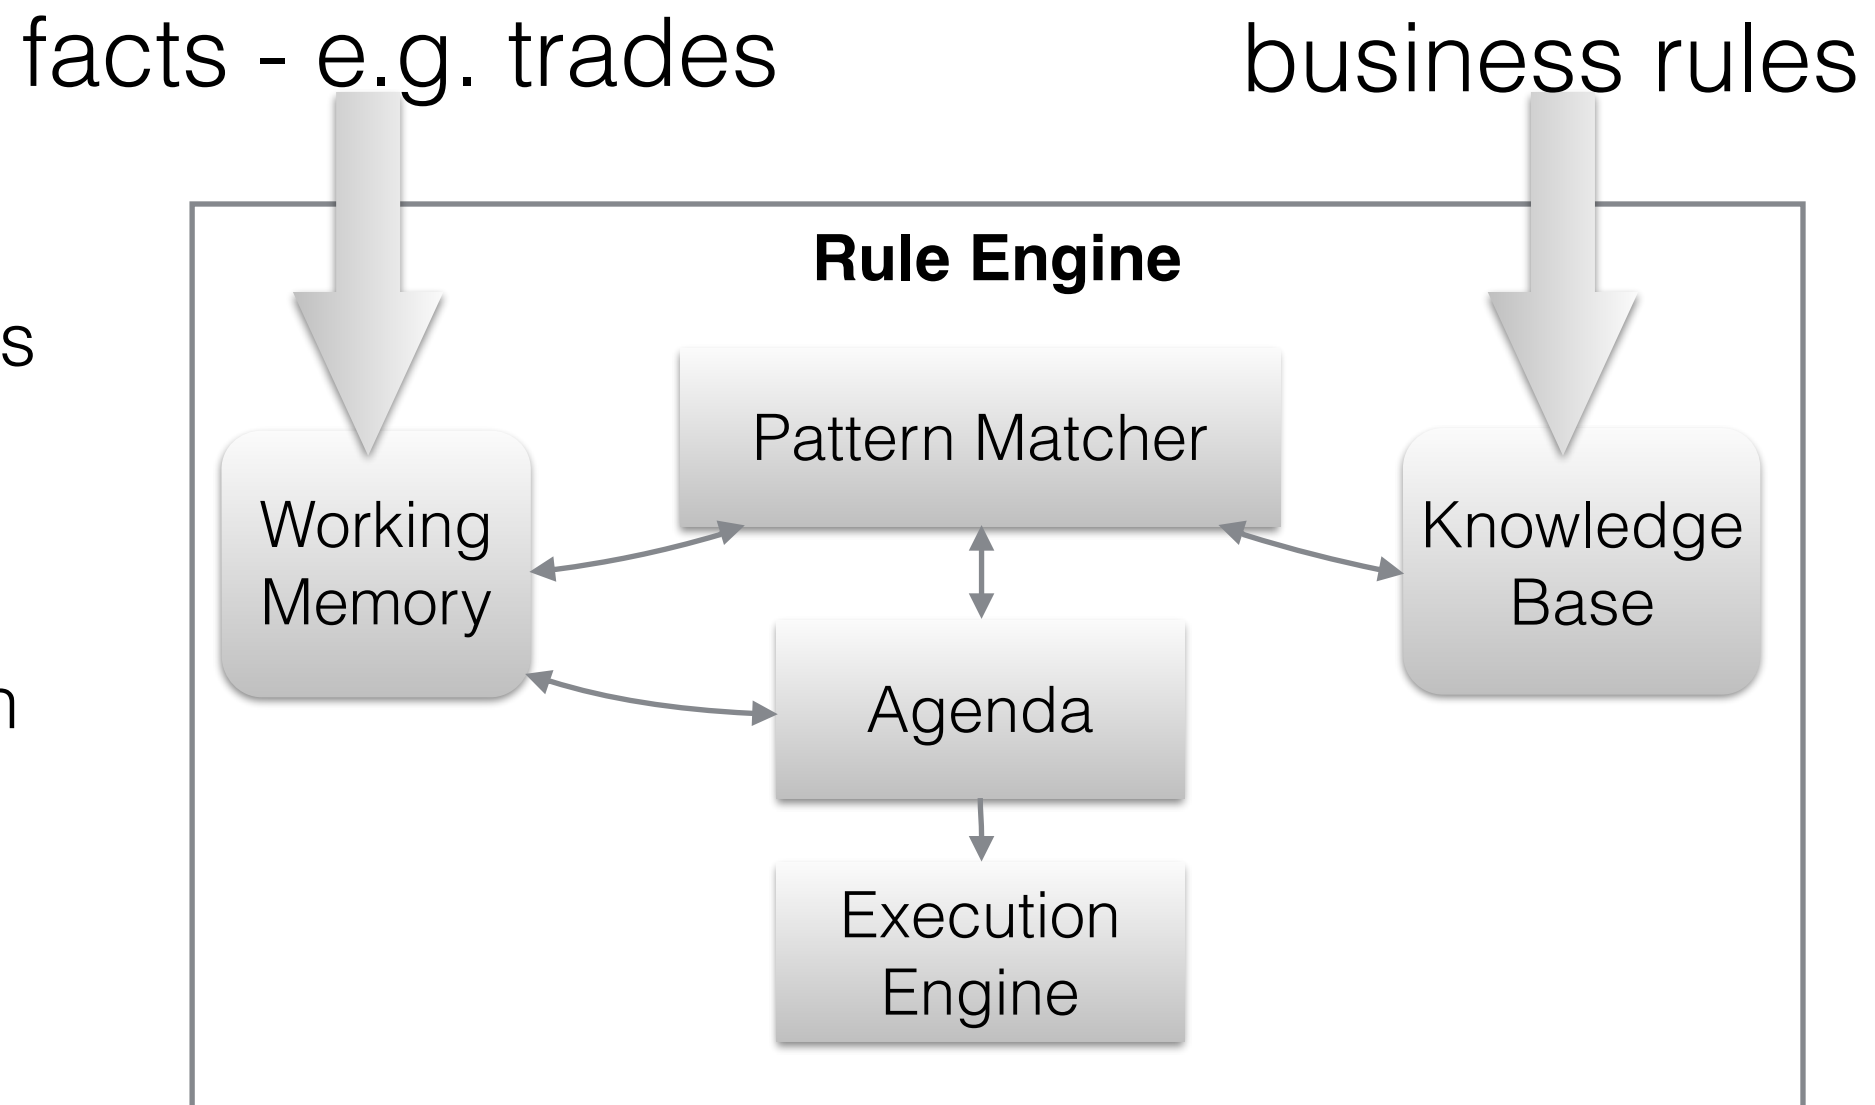 facts - e.g. trades
business rules
Rule Engine
s
Pattern Matcher
Working
Memory
Knowledge
Base
n
Agenda
Execution
Engine